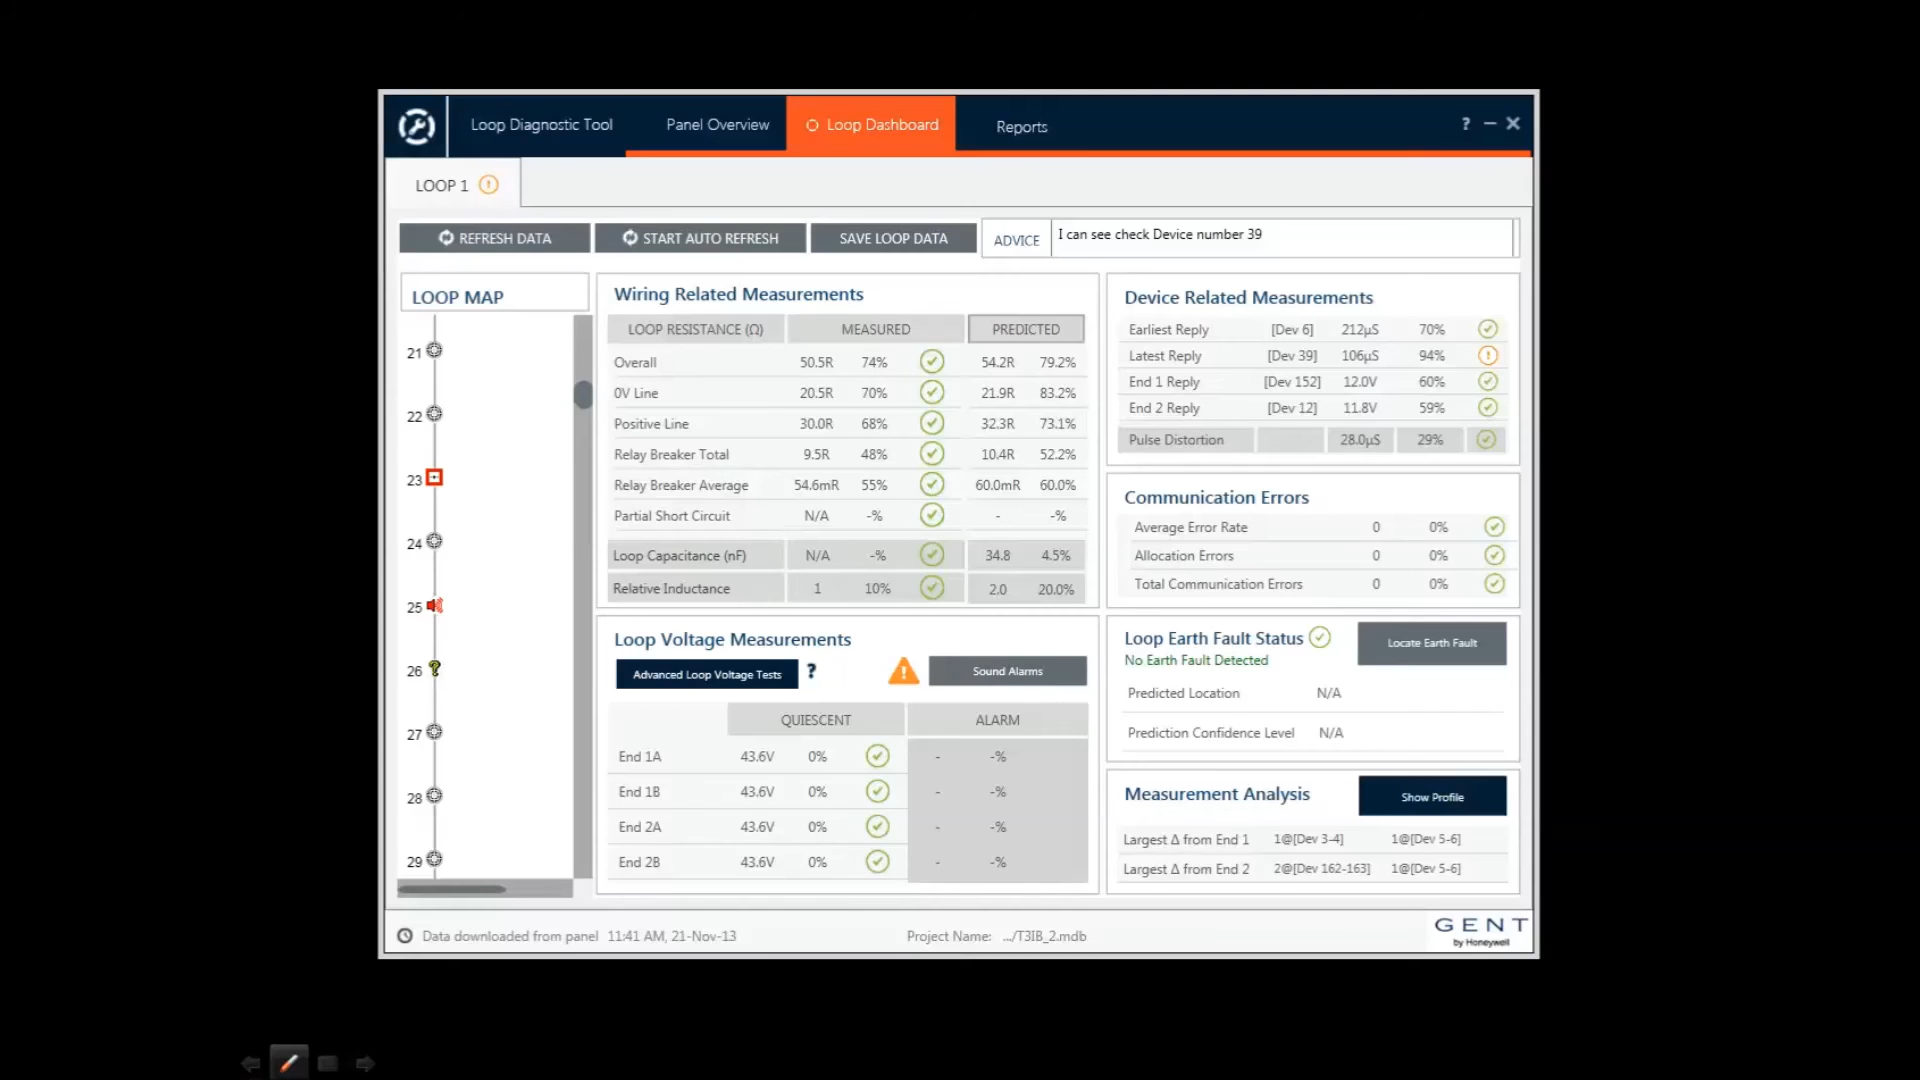 Loop Diagnostic Tool
Panel Overview
Loop Dashboard
Reports
? – ✕
LOOP 1
REFRESH DATA
START AUTO REFRESH
SAVE LOOP DATA
ADVICE
I can see check Device number 39
LOOP MAP
21
22
23
24
25
26 ?
27
28
29
Wiring Related Measurements
LOOP RESISTANCE (Ω) MEASURED PREDICTED
Overall 50.5R 74% 54.2R 79.2%
0V Line 20.5R 70% 21.9R 83.2%
Positive Line 30.0R 68% 32.3R 73.1%
Relay Breaker Total 9.5R 48% 10.4R 52.2%
Relay Breaker Average 54.6mR 55% 60.0mR 60.0%
Partial Short Circuit N/A -% - -%
Loop Capacitance (nF) N/A -% 34.8 4.5%
Relative Inductance 1 10% 2.0 20.0%
Loop Voltage Measurements
Advanced Loop Voltage Tests ?
Sound Alarms
QUIESCENT ALARM
End 1A 43.6V 0% - -%
End 1B 43.6V 0% - -%
End 2A 43.6V 0% - -%
End 2B 43.6V 0% - -%
Device Related Measurements
Earliest Reply [Dev 6] 212µS 70%
Latest Reply [Dev 39] 106µS 94%
End 1 Reply [Dev 152] 12.0V 60%
End 2 Reply [Dev 12] 11.8V 59%
Pulse Distortion 28.0µS 29%
Communication Errors
Average Error Rate 0 0%
Allocation Errors 0 0%
Total Communication Errors 0 0%
Loop Earth Fault Status
No Earth Fault Detected
Locate Earth Fault
Predicted Location N/A
Prediction Confidence Level N/A
Measurement Analysis
Show Profile
Largest Δ from End 1 1@[Dev 3-4] 1@[Dev 5-6]
Largest Δ from End 2 2@[Dev 162-163] 1@[Dev 5-6]
Data downloaded from panel 11:41 AM, 21-Nov-13
Project Name: .../T3IB_2.mdb
GENT
by Honeywell